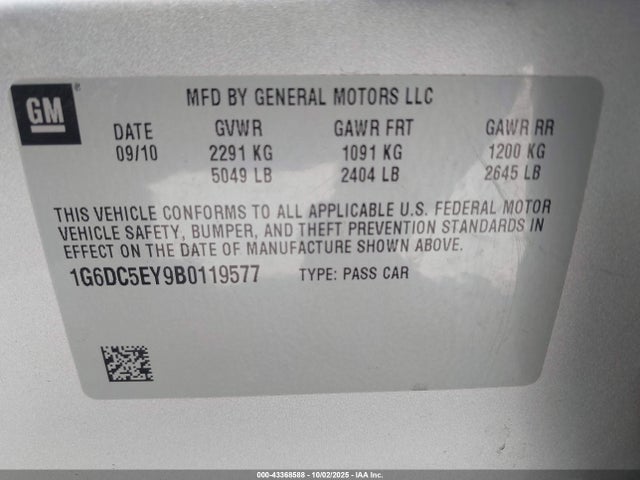 GM
MFD BY GENERAL MOTORS LLC
DATE GVWR GAWR FRT GAWR RR
09/10 2291 KG 1091 KG 1200 KG
5049 LB 2404 LB 2645 LB
THIS VEHICLE CONFORMS TO ALL APPLICABLE U.S. FEDERAL MOTOR
VEHICLE SAFETY, BUMPER, AND THEFT PREVENTION STANDARDS IN
EFFECT ON THE DATE OF MANUFACTURE SHOWN ABOVE.
1G6DC5EY9B0119577 TYPE: PASS CAR
000-43368588 - 10/02/2025 - IAA Inc.